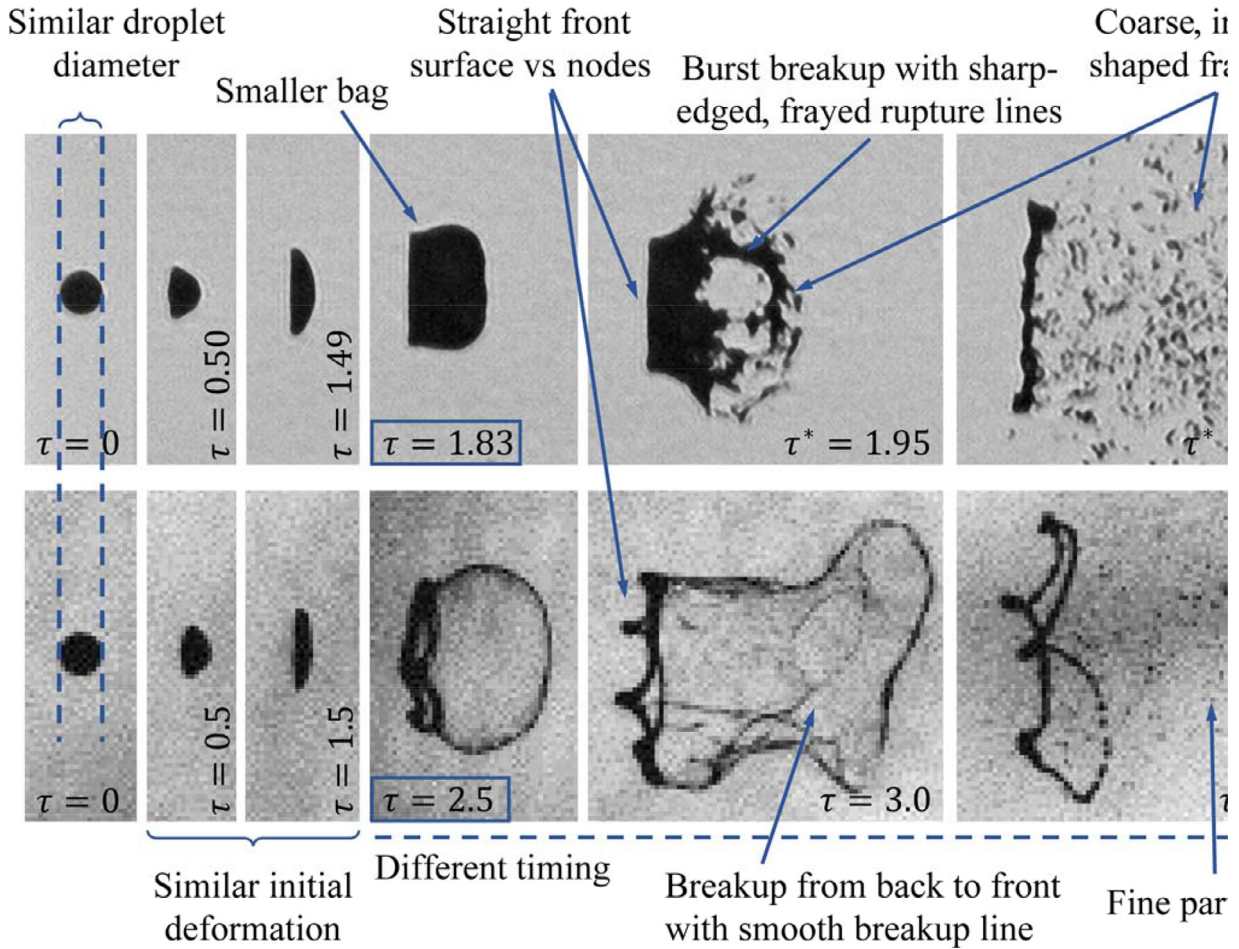 Similar droplet
diameter
Smaller bag
Straight front
surface vs. nodes
Burst breakup with sharp-
edged, frayed rupture lines
Coarse,
shaped
τ = 0
τ = 0.50
τ = 1.49
τ = 1.83
τ* = 1.95
τ*
τ = 0
τ = 0.5
τ = 1.5
τ = 2.5
τ = 3.0
Similar initial
deformation
Different timing
Breakup from back to front
with smooth breakup line
Fine